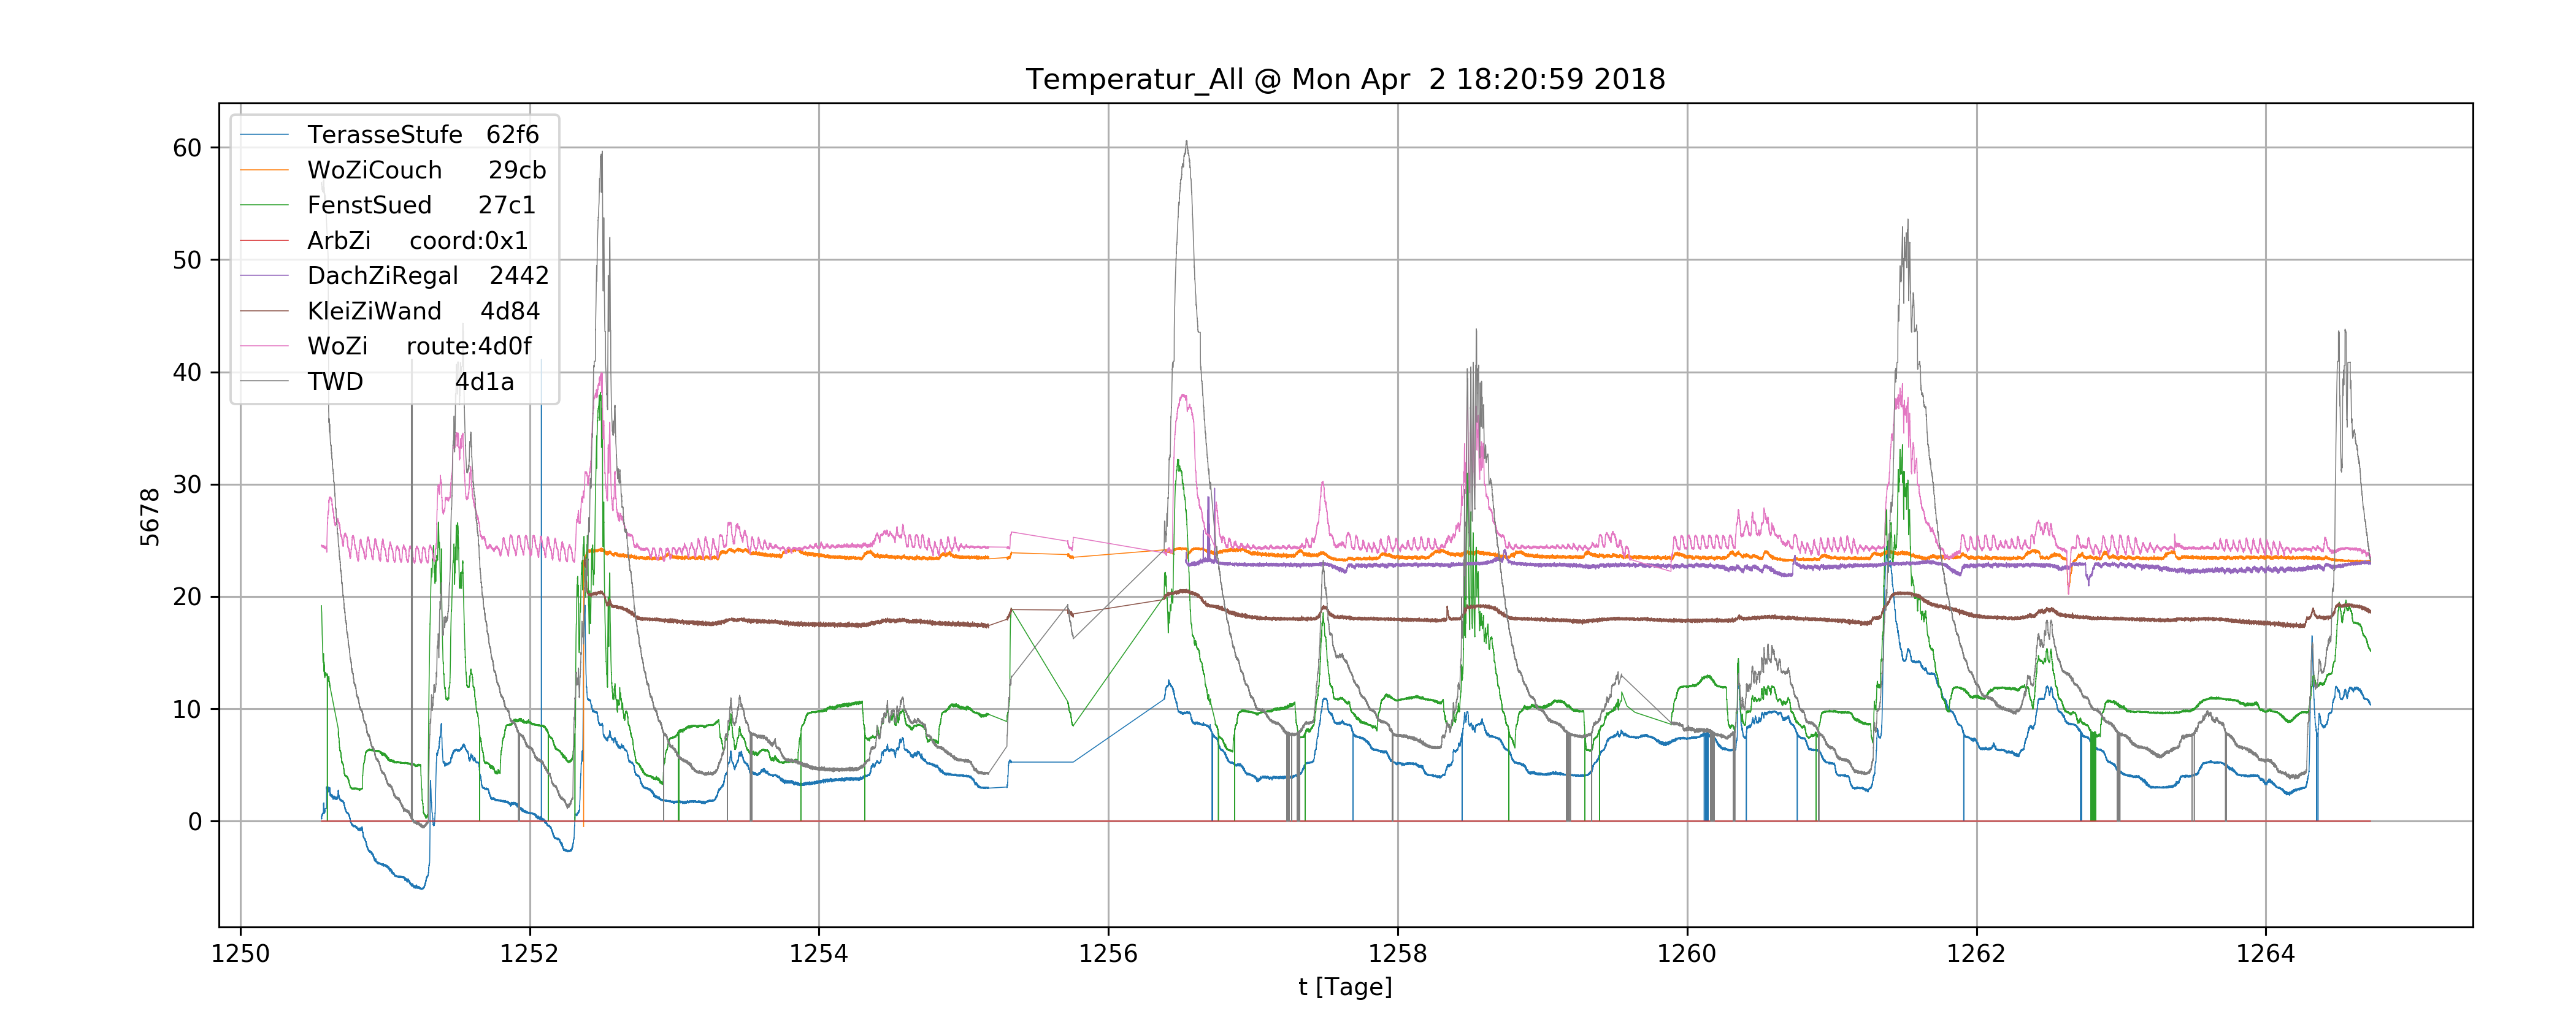 Temperatur_All @ Mon Apr  2 18:20:59 2018
TerasseStufe 62f6
WoZiCouch 29cb
FenstSued 27c1
ArbZi coord:0x1
DachZiRegal 2442
KleiZiWand 4d84
WoZi route:4d0f
TWD 4d1a
60
50
40
30
20
10
0
5678
1250 1252 1254 1256 1258 1260 1262 1264
t [Tage]